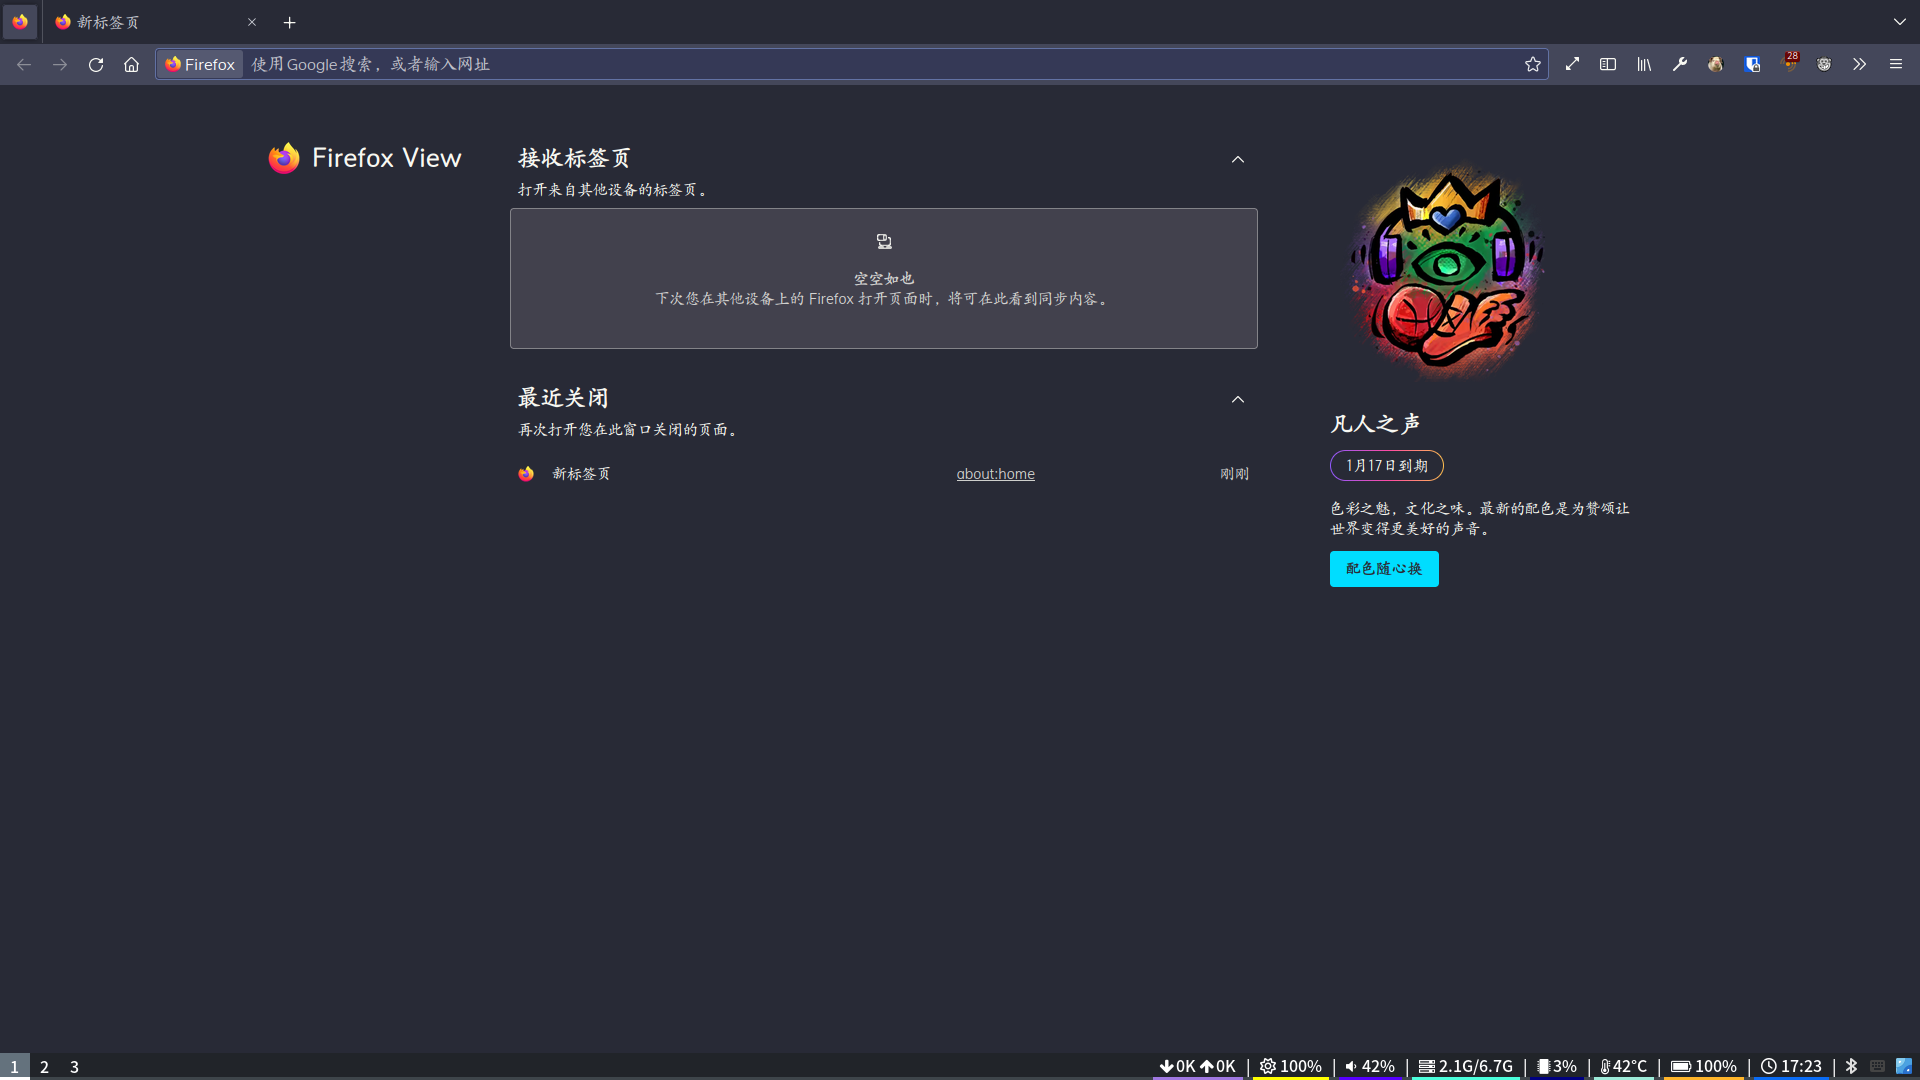 新标签页
Firefox 使用Google搜索，或者输入网址
28
Firefox View
接收标签页
打开来自其他设备的标签页。
空空如也
下次您在其他设备上的 Firefox 打开页面时，将可在此看到同步内容。
最近关闭
再次打开您在此窗口关闭的页面。
新标签页 about:home 刚刚
凡人之声
1月17日到期
色彩之魅，文化之味。最新的配色是为赞颂让
世界变得更美好的声音。
配色随心换
1 2 3 0K 0K | 100% | 42% | 2.1G/6.7G | 3% | 42°C | 100% | 17:23 |